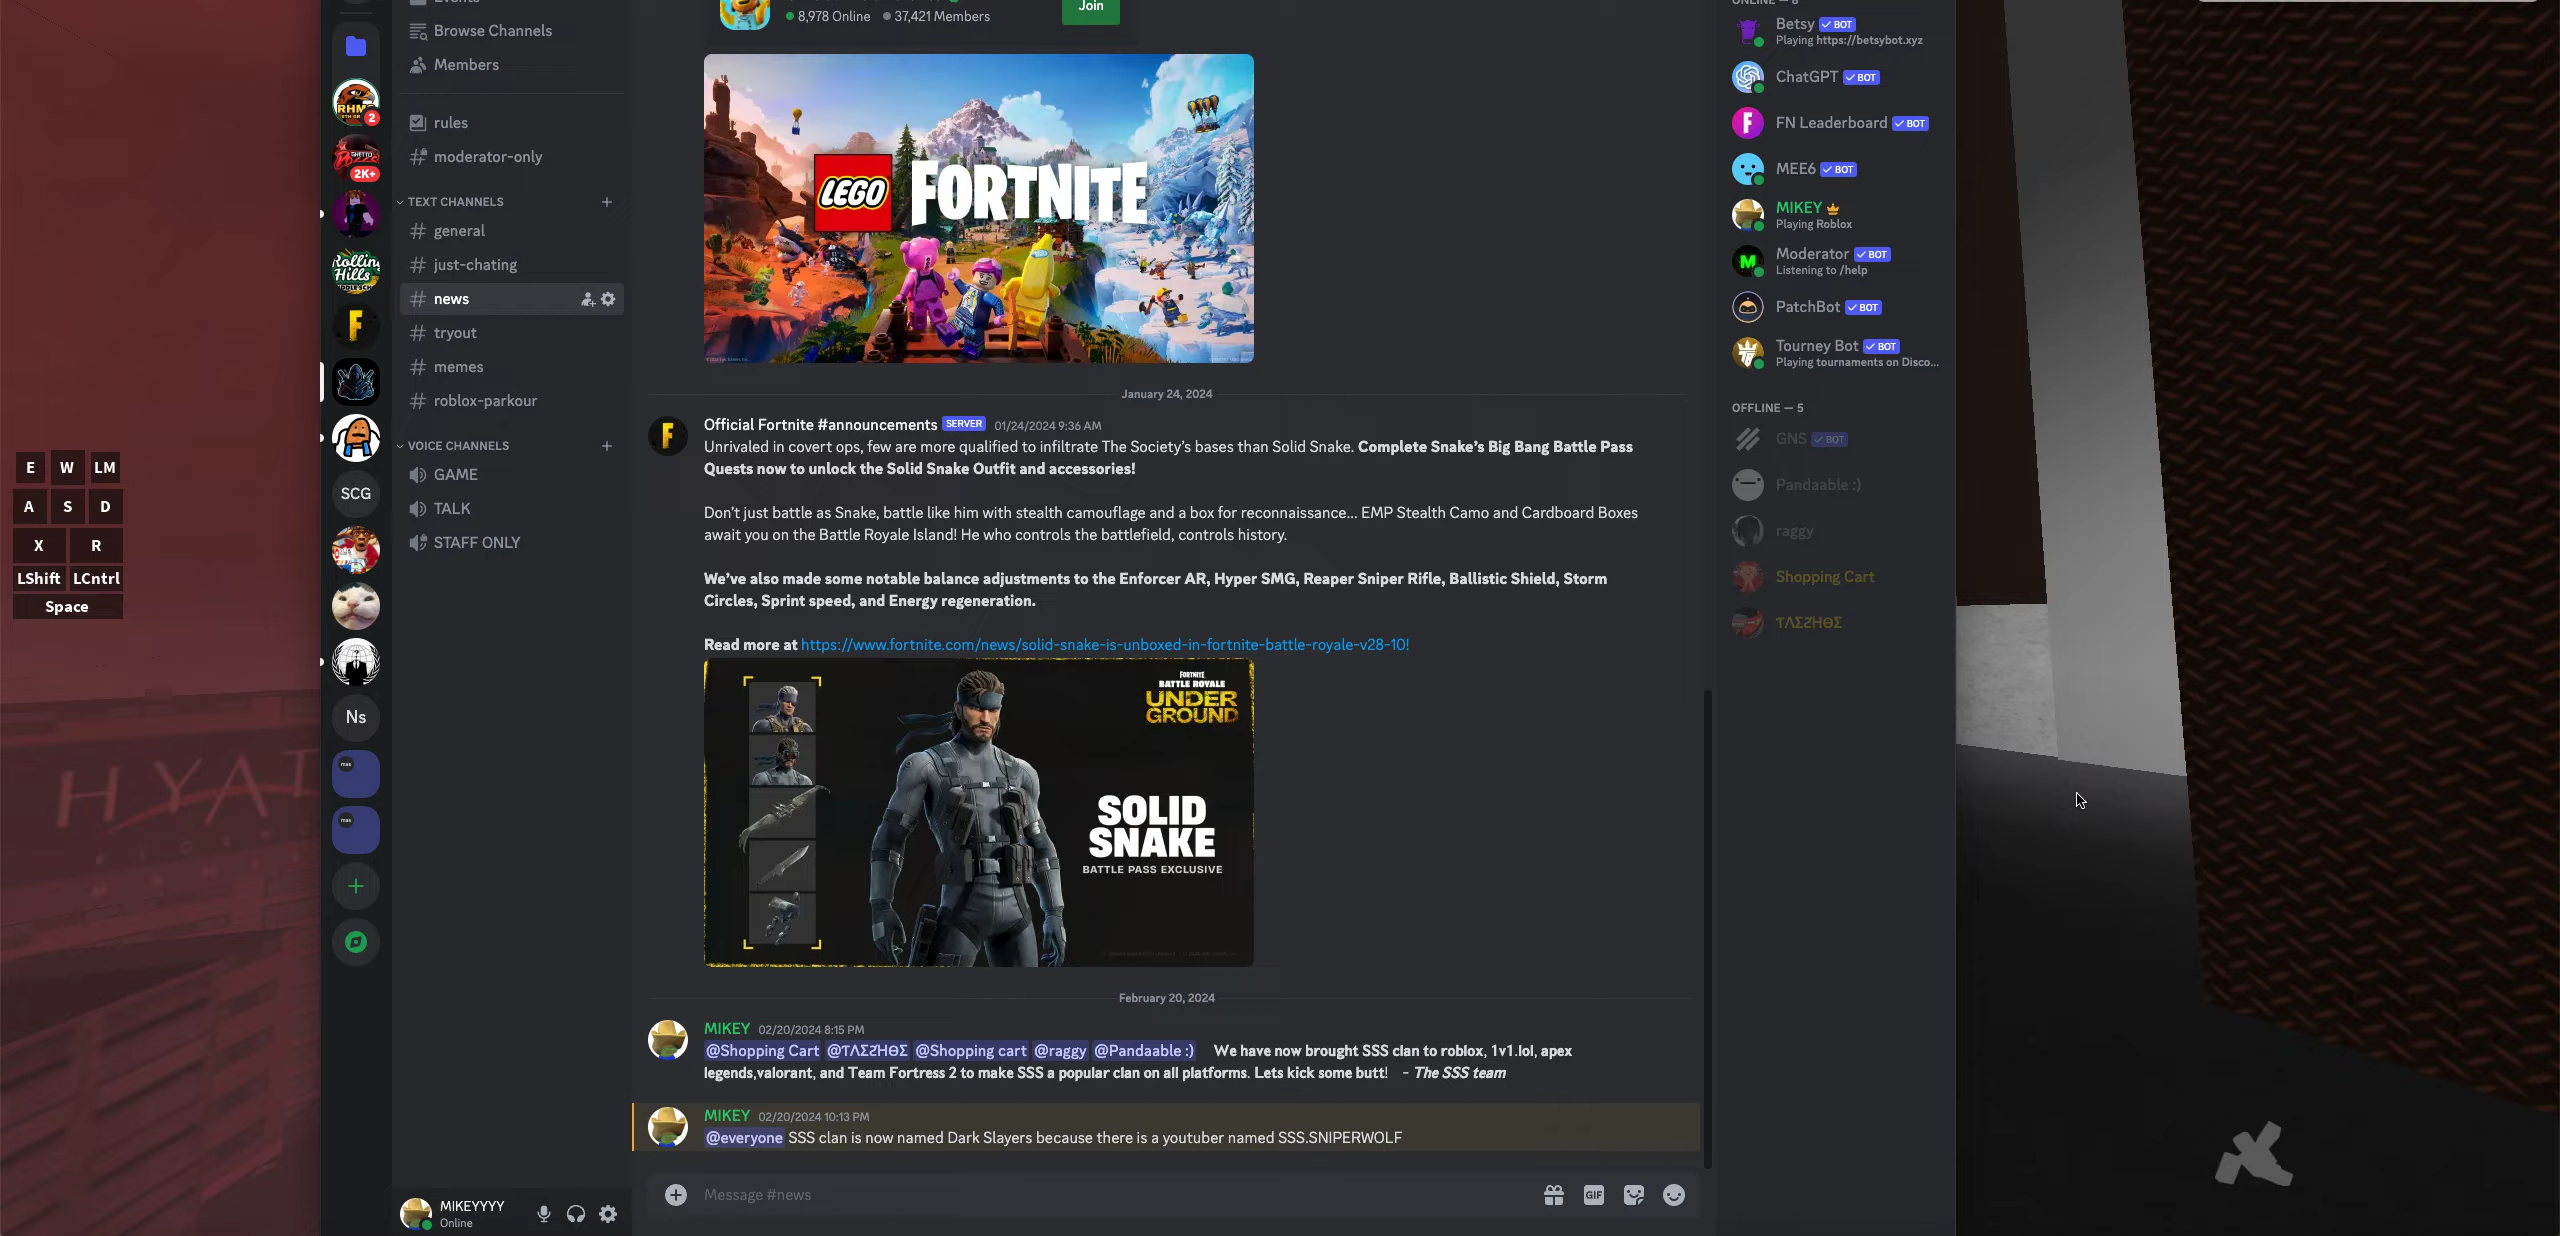 E W LM
A S D
X R
LShift LCntrl
Space
RHM
2
GHETTO
2K+
Rolling
Hills
F
SCG
Ns
max
max
Browse Channels
Members
rules
moderator-only
TEXT CHANNELS
general
just-chating
news
tryout
memes
roblox-parkour
VOICE CHANNELS
GAME
TALK
STAFF ONLY
MIKEYYYY
Online
8,978 Online 37,421 Members
Join
LEGO FORTNITE
January 24, 2024
Official Fortnite #announcements SERVER 01/24/2024 9:36 AM
Unrivaled in covert ops, few are more qualified to infiltrate The Society's bases than Solid Snake. Complete Snake's Big Bang Battle Pass
Quests now to unlock the Solid Snake Outfit and accessories!
Don't just battle as Snake, battle like him with stealth camouflage and a box for reconnaissance... EMP Stealth Camo and Cardboard Boxes
await you on the Battle Royale Island! He who controls the battlefield, controls history.
We've also made some notable balance adjustments to the Enforcer AR, Hyper SMG, Reaper Sniper Rifle, Ballistic Shield, Storm
Circles, Sprint speed, and Energy regeneration.
Read more at https://www.fortnite.com/news/solid-snake-is-unboxed-in-fortnite-battle-royale-v28-10!
FORTNITE
BATTLE ROYALE
UNDER
GROUND
SOLID
SNAKE
BATTLE PASS EXCLUSIVE
February 20, 2024
MIKEY 02/20/2024 8:15 PM
@Shopping Cart @ΤΛΣƧΉΘΣ @Shopping cart @raggy @Pandaable :) We have now brought SSS clan to roblox, 1v1.lol, apex
legends,valorant, and Team Fortress 2 to make SSS a popular clan on all platforms. Lets kick some butt! - The SSS team
MIKEY 02/20/2024 10:13 PM
@everyone SSS clan is now named Dark Slayers because there is a youtuber named SSS.SNIPERWOLF
Message #news
GIF
Betsy BOT
Playing https://betsybot.xyz
ChatGPT BOT
FN Leaderboard BOT
MEE6 BOT
MIKEY
Playing Roblox
Moderator BOT
Listening to /help
PatchBot BOT
Tourney Bot BOT
Playing tournaments on Disco...
OFFLINE — 5
GNS BOT
Pandaable :)
raggy
Shopping Cart
ΤΛΣƧΉΘΣ